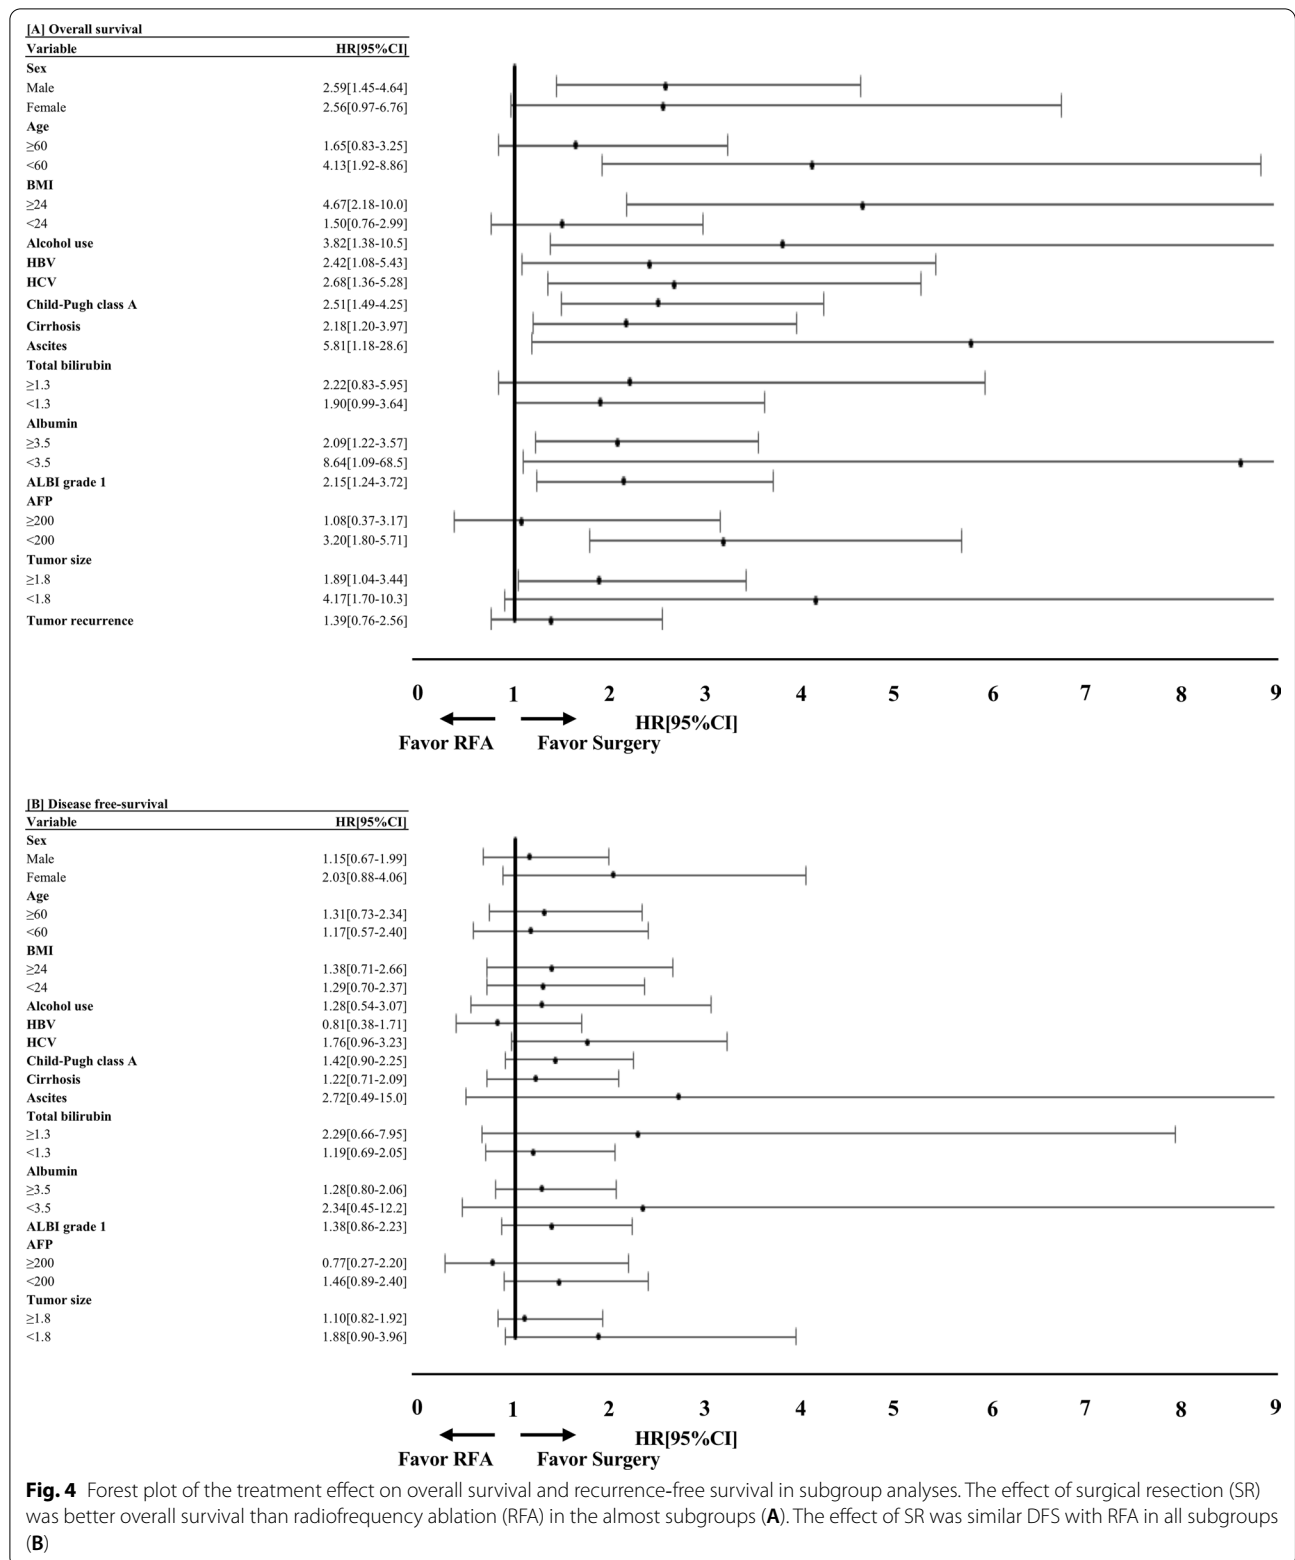 [A] Overall survival
Variable HR[95%CI]
Sex
Male 2.59[1.45-4.64]
Female 2.56[0.97-6.76]
Age
≥60 1.65[0.83-3.25]
<60 4.13[1.92-8.86]
BMI
≥24 4.67[2.18-10.0]
<24 1.50[0.76-2.99]
Alcohol use 3.82[1.38-10.5]
HBV 2.42[1.08-5.43]
HCV 2.68[1.36-5.28]
Child-Pugh class A 2.51[1.49-4.25]
Cirrhosis 2.18[1.20-3.97]
Ascites 5.81[1.18-28.6]
Total bilirubin
≥1.3 2.22[0.83-5.95]
<1.3 1.90[0.99-3.64]
Albumin
≥3.5 2.09[1.22-3.57]
<3.5 8.64[1.09-68.5]
ALBI grade 1 2.15[1.24-3.72]
AFP
≥200 1.08[0.37-3.17]
<200 3.20[1.80-5.71]
Tumor size
≥1.8 1.89[1.04-3.44]
<1.8 4.17[1.70-10.3]
Tumor recurrence 1.39[0.76-2.56]
0 1 2 3 4 5 6 7 8 9
HR[95%CI]
Favor RFA Favor Surgery
[B] Disease free-survival
Variable HR[95%CI]
Sex
Male 1.15[0.67-1.99]
Female 2.03[0.88-4.06]
Age
≥60 1.31[0.73-2.34]
<60 1.17[0.57-2.40]
BMI
≥24 1.38[0.71-2.66]
<24 1.29[0.70-2.37]
Alcohol use 1.28[0.54-3.07]
HBV 0.81[0.38-1.71]
HCV 1.76[0.96-3.23]
Child-Pugh class A 1.42[0.90-2.25]
Cirrhosis 1.22[0.71-2.09]
Ascites 2.72[0.49-15.0]
Total bilirubin
≥1.3 2.29[0.66-7.95]
<1.3 1.19[0.69-2.05]
Albumin
≥3.5 1.28[0.80-2.06]
<3.5 2.34[0.45-12.2]
ALBI grade 1 1.38[0.86-2.23]
AFP
≥200 0.77[0.27-2.20]
<200 1.46[0.89-2.40]
Tumor size
≥1.8 1.10[0.82-1.92]
<1.8 1.88[0.90-3.96]
0 1 2 3 4 5 6 7 8 9
HR[95%CI]
Favor RFA Favor Surgery
Fig. 4 Forest plot of the treatment effect on overall survival and recurrence-free survival in subgroup analyses. The effect of surgical resection (SR)
was better overall survival than radiofrequency ablation (RFA) in the almost subgroups (A). The effect of SR was similar DFS with RFA in all subgroups
(B)